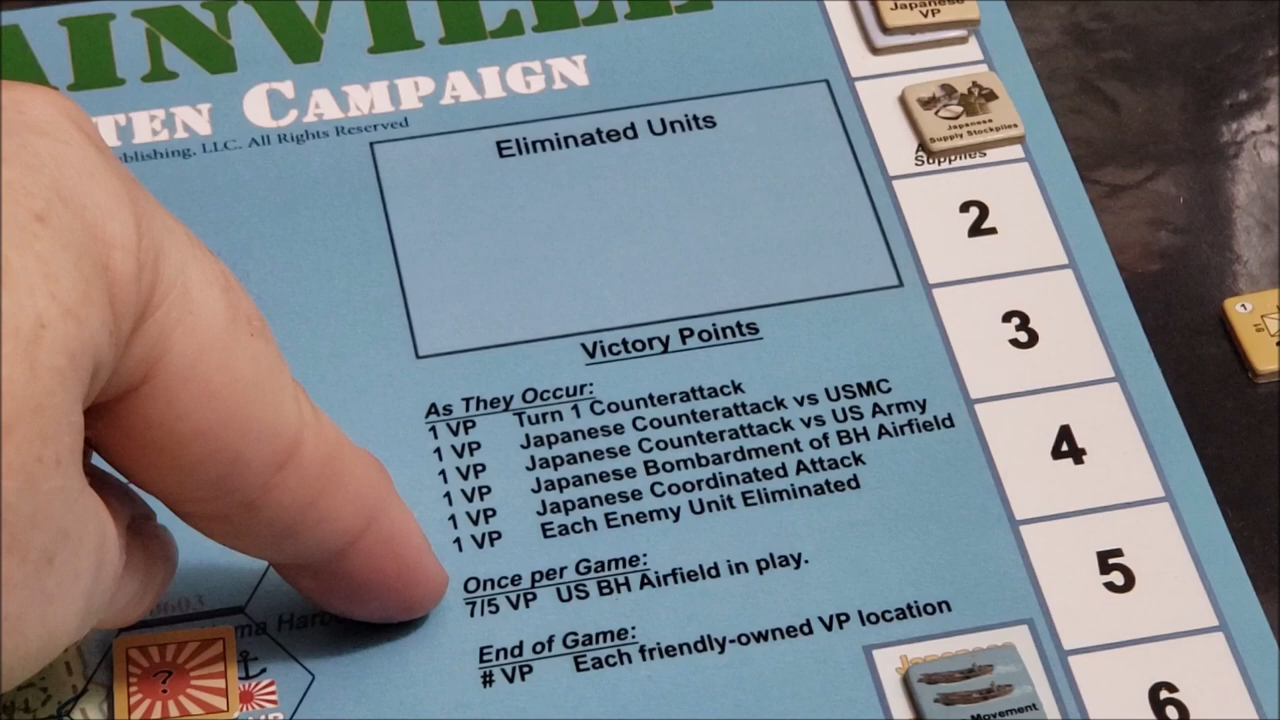 AINVILLE
TEN CAMPAIGN
blishing, LLC. All Rights Reserved
Eliminated Units
Victory Points
As They Occur:
1 VP Turn 1 Counterattack
1 VP Japanese Counterattack vs USMC
1 VP Japanese Counterattack vs US Army
1 VP Japanese Bombardment of BH Airfield
1 VP Japanese Coordinated Attack
1 VP Each Enemy Unit Eliminated
Once per Game:
7/5 VP US BH Airfield in play.
End of Game:
# VP Each friendly-owned VP location
Japanese
VP
Japanese
Supply Stockpiles
Supplies
2
3
4
5
6
1
Movement
?